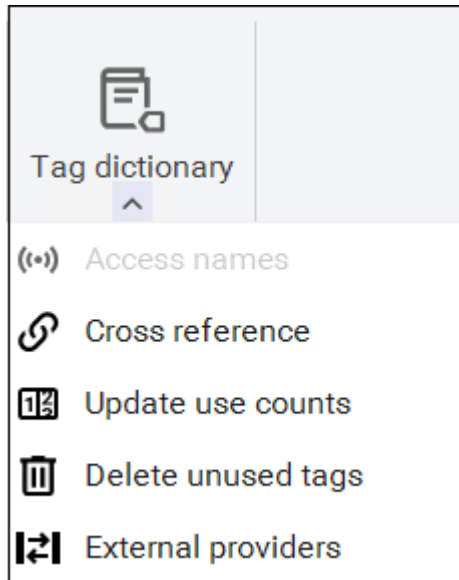 Tag dictionary
Access names
Cross reference
Update use counts
Delete unused tags
External providers